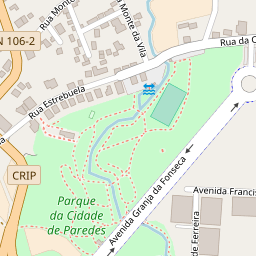 Rua Mont
Monte da Vila
N 106-2
Rua da C
Rua Estrebuela
CRIP
Avenida Granja da Fonseca
Avenida Francis
Parque
da Cidade
de Paredes
de Ferreira